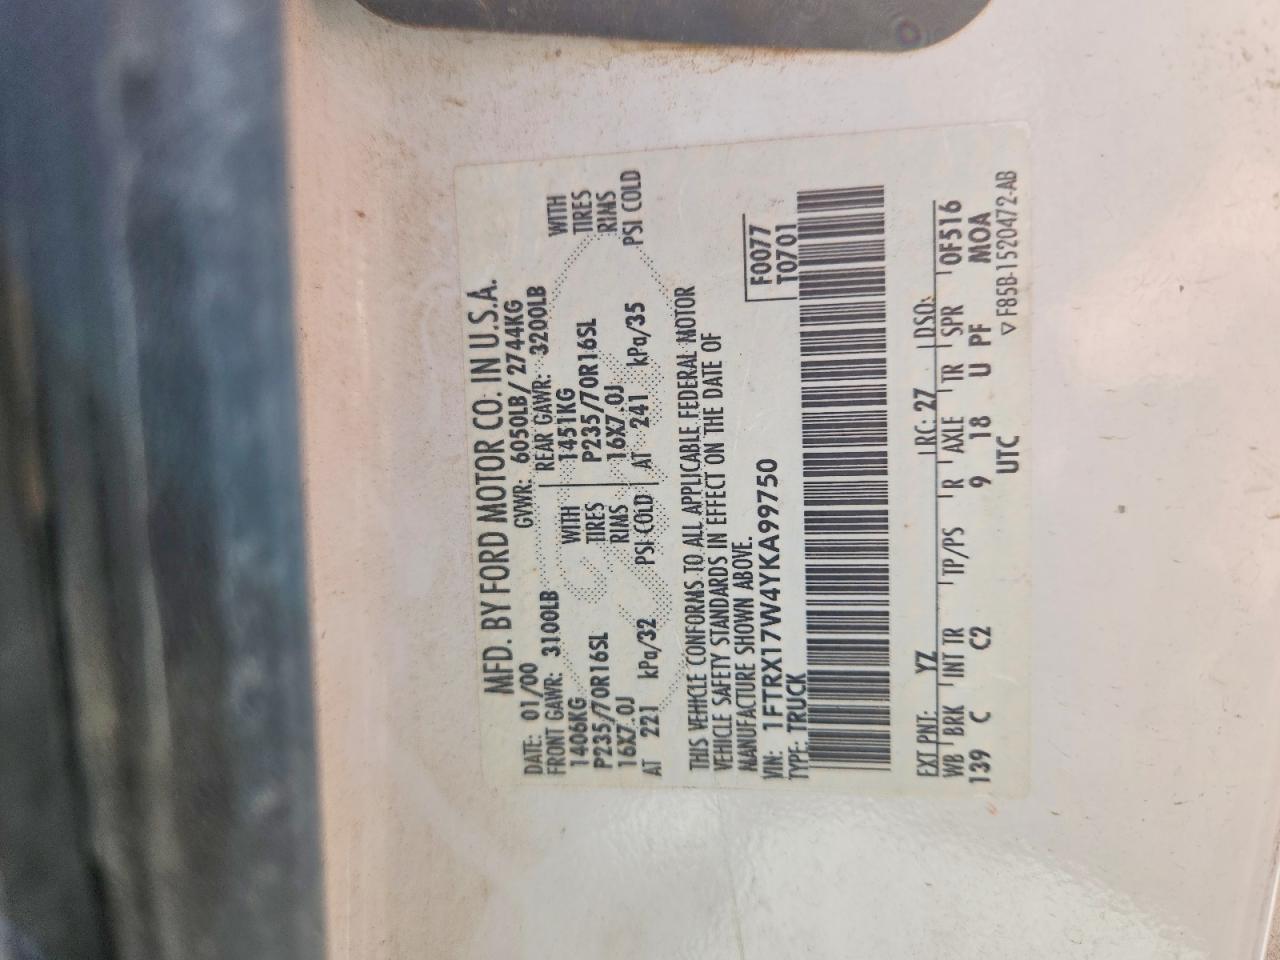 MFD. BY FORD MOTOR CO. IN U.S.A.
DATE: 01/00 GVWR: 6050LB/ 2744KG
FRONT GAWR: 3100LB REAR GAWR: 3200LB
1406KG WITH 1451KG WITH
P235/70R16SL TIRES P235/70R16SL TIRES
16X7.0J RIMS 16X7.0J RIMS
AT 221 kPa/32 PSI COLD AT 241 kPa/35 PSI COLD
THIS VEHICLE CONFORMS TO ALL APPLICABLE FEDERAL MOTOR
VEHICLE SAFETY STANDARDS IN EFFECT ON THE DATE OF
MANUFACTURE SHOWN ABOVE.
F0077
VIN: 1FTRX17W4YKA99750
T0701
TYPE: TRUCK
EXT PNT: YZ RC: 27 DSO:
WB BRK INT TR TP/PS R AXLE TR SPR 0F516
139 C C2 9 18 U PF MOA
UTC
▽ F85B-1520472-AB